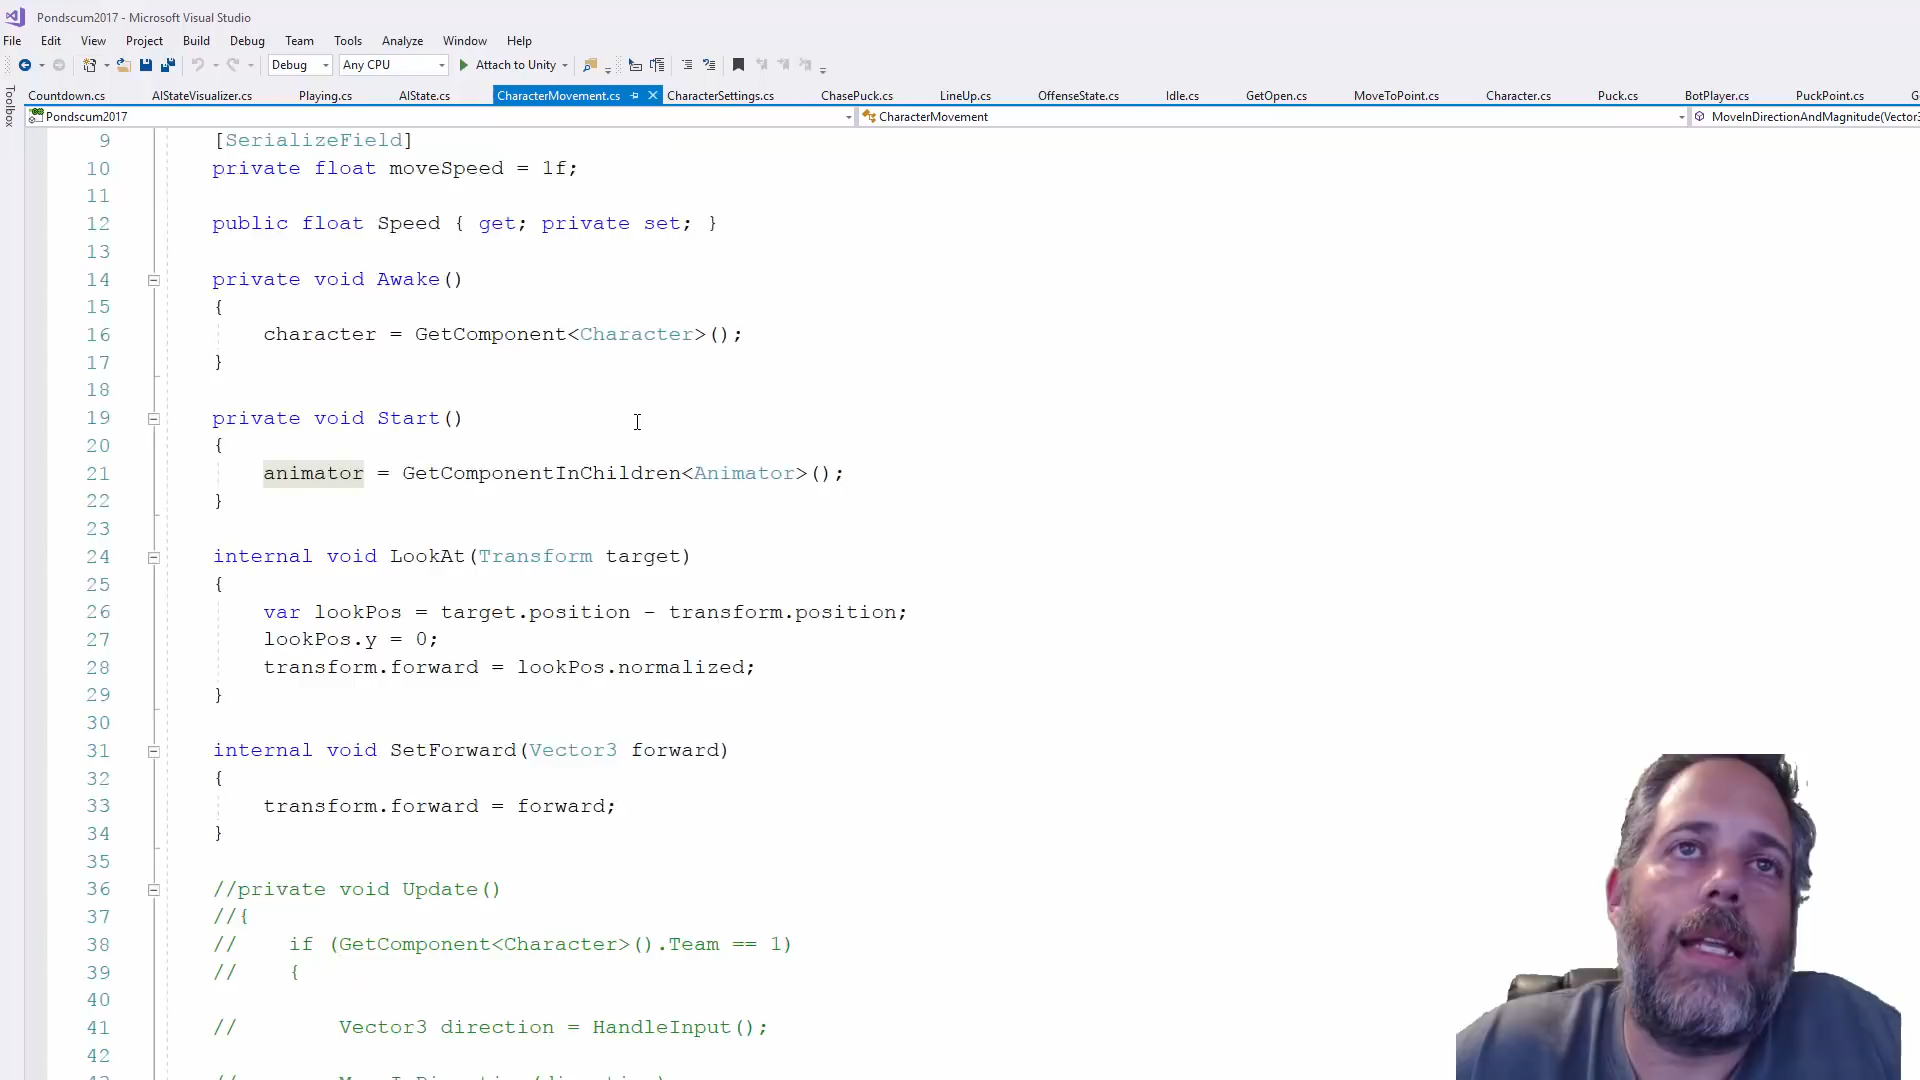 Pondscum2017 - Microsoft Visual Studio
File Edit View Project Build Debug Team Tools Analyze Window Help
Debug Any CPU Attach to Unity
Toolbox
Countdown.cs AIStateVisualizer.cs Playing.cs AIState.cs CharacterMovement.cs CharacterSettings.cs ChasePuck.cs LineUp.cs OffenseState.cs Idle.cs GetOpen.cs MoveToPoint.cs Character.cs Puck.cs BotPlayer.cs PuckPoint.cs
Pondscum2017 CharacterMovement MoveInDirectionAndMagnitude(Vector3
9 [SerializeField]
10 private float moveSpeed = 1f;
11
12 public float Speed { get; private set; }
13
14 private void Awake()
15 {
16 character = GetComponent<Character>();
17 }
18
19 private void Start()
20 {
21 animator = GetComponentInChildren<Animator>();
22 }
23
24 internal void LookAt(Transform target)
25 {
26 var lookPos = target.position - transform.position;
27 lookPos.y = 0;
28 transform.forward = lookPos.normalized;
29 }
30
31 internal void SetForward(Vector3 forward)
32 {
33 transform.forward = forward;
34 }
35
36 //private void Update()
37 //{
38 // if (GetComponent<Character>().Team == 1)
39 // {
40
41 // Vector3 direction = HandleInput();
42